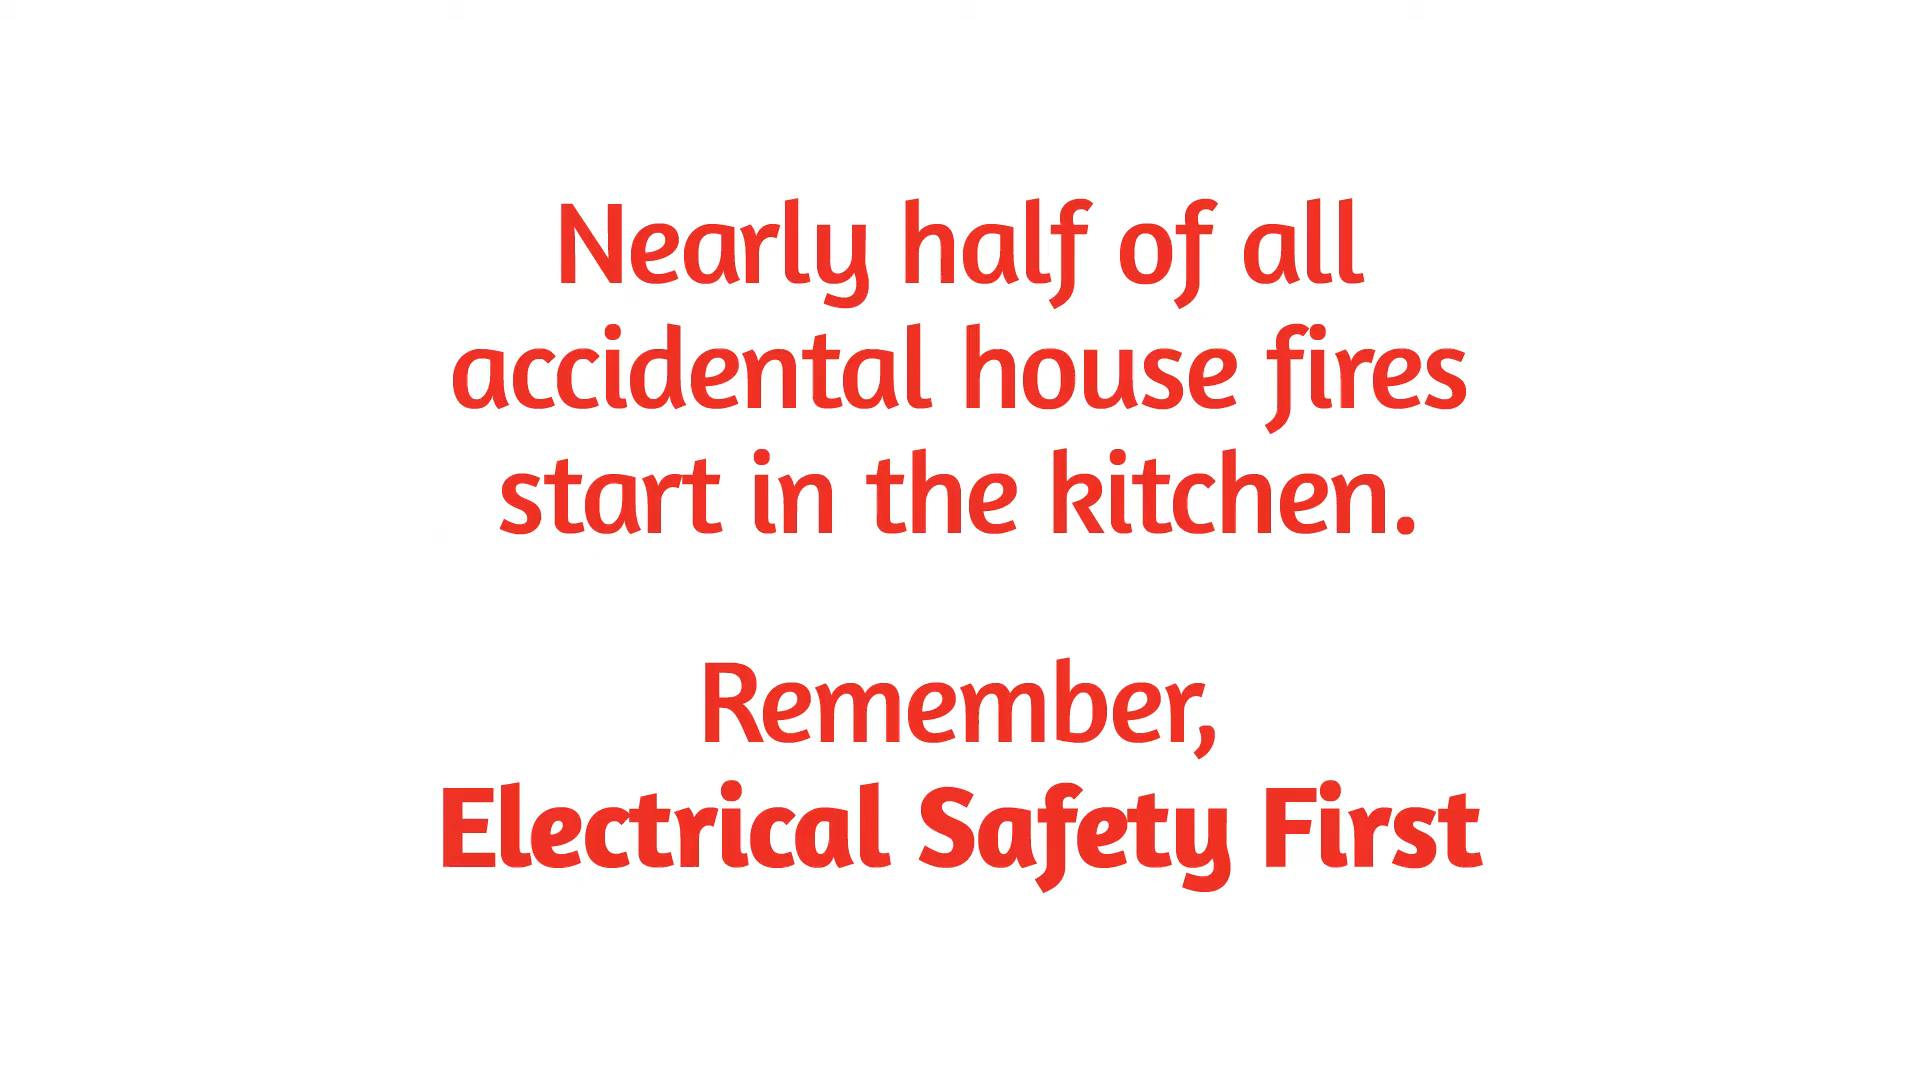 Nearly half of all
accidental house fires
start in the kitchen.
Remember,
Electrical Safety First